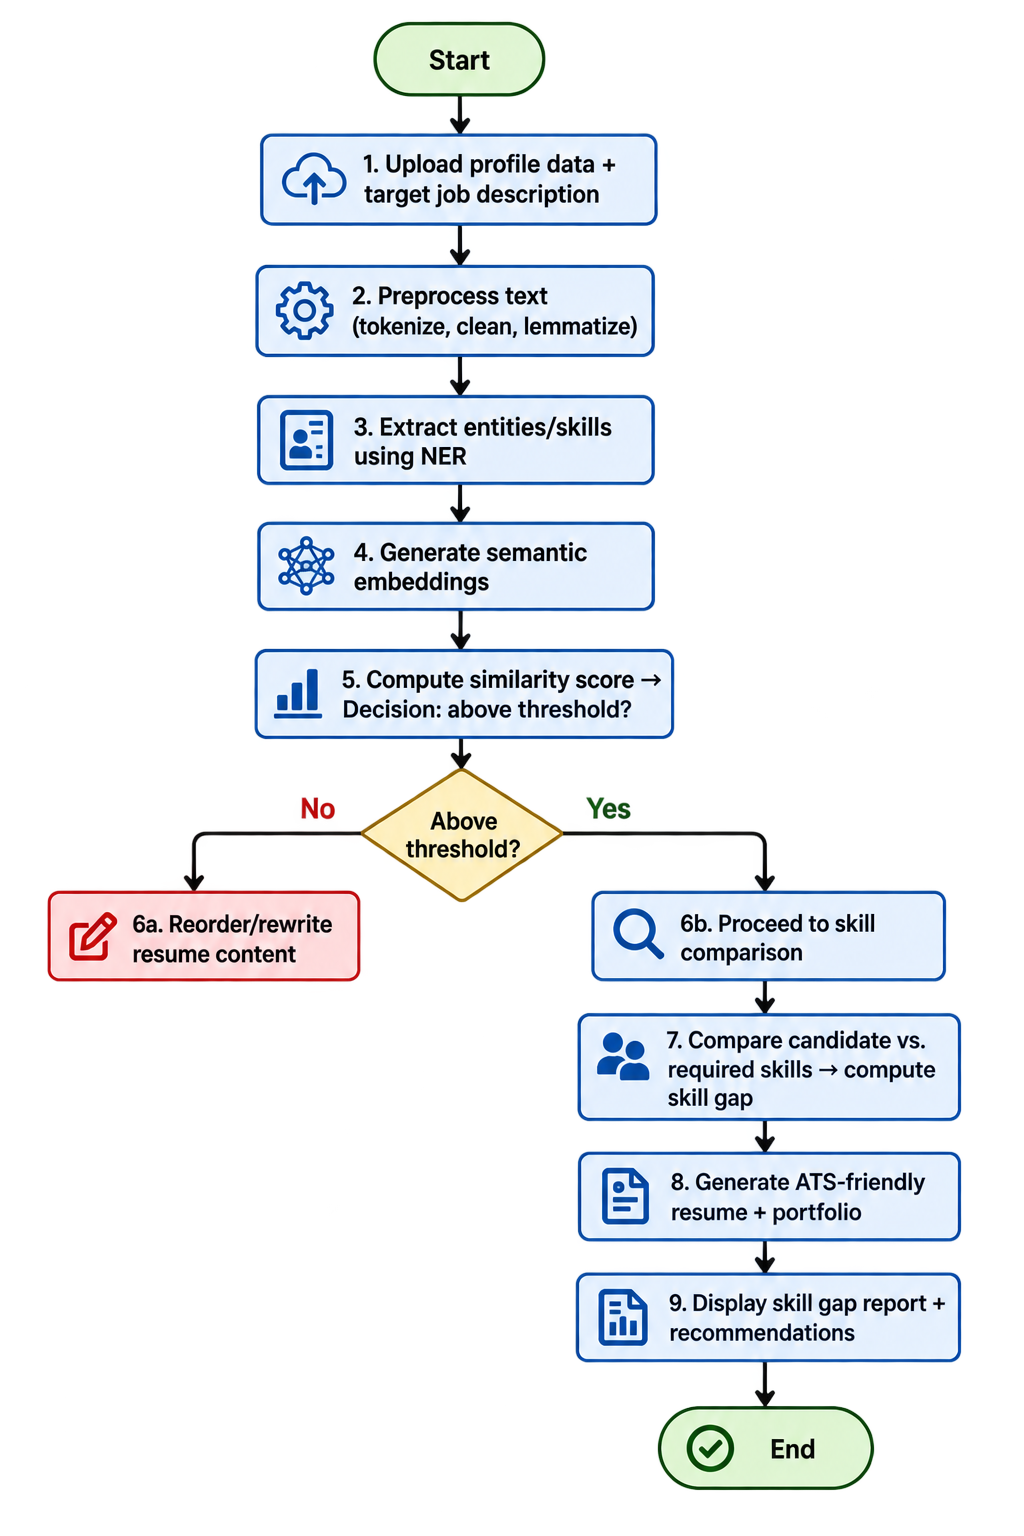 Start
1. Upload profile data +
target job description
2. Preprocess text
(tokenize, clean, lemmatize)
3. Extract entities/skills
using NER
4. Generate semantic
embeddings
5. Compute similarity score →
Decision: above threshold?
Above
threshold?
No
Yes
6a. Reorder/rewrite
resume content
6b. Proceed to skill
comparison
7. Compare candidate vs.
required skills → compute
skill gap
8. Generate ATS-friendly
resume + portfolio
9. Display skill gap report +
recommendations
End